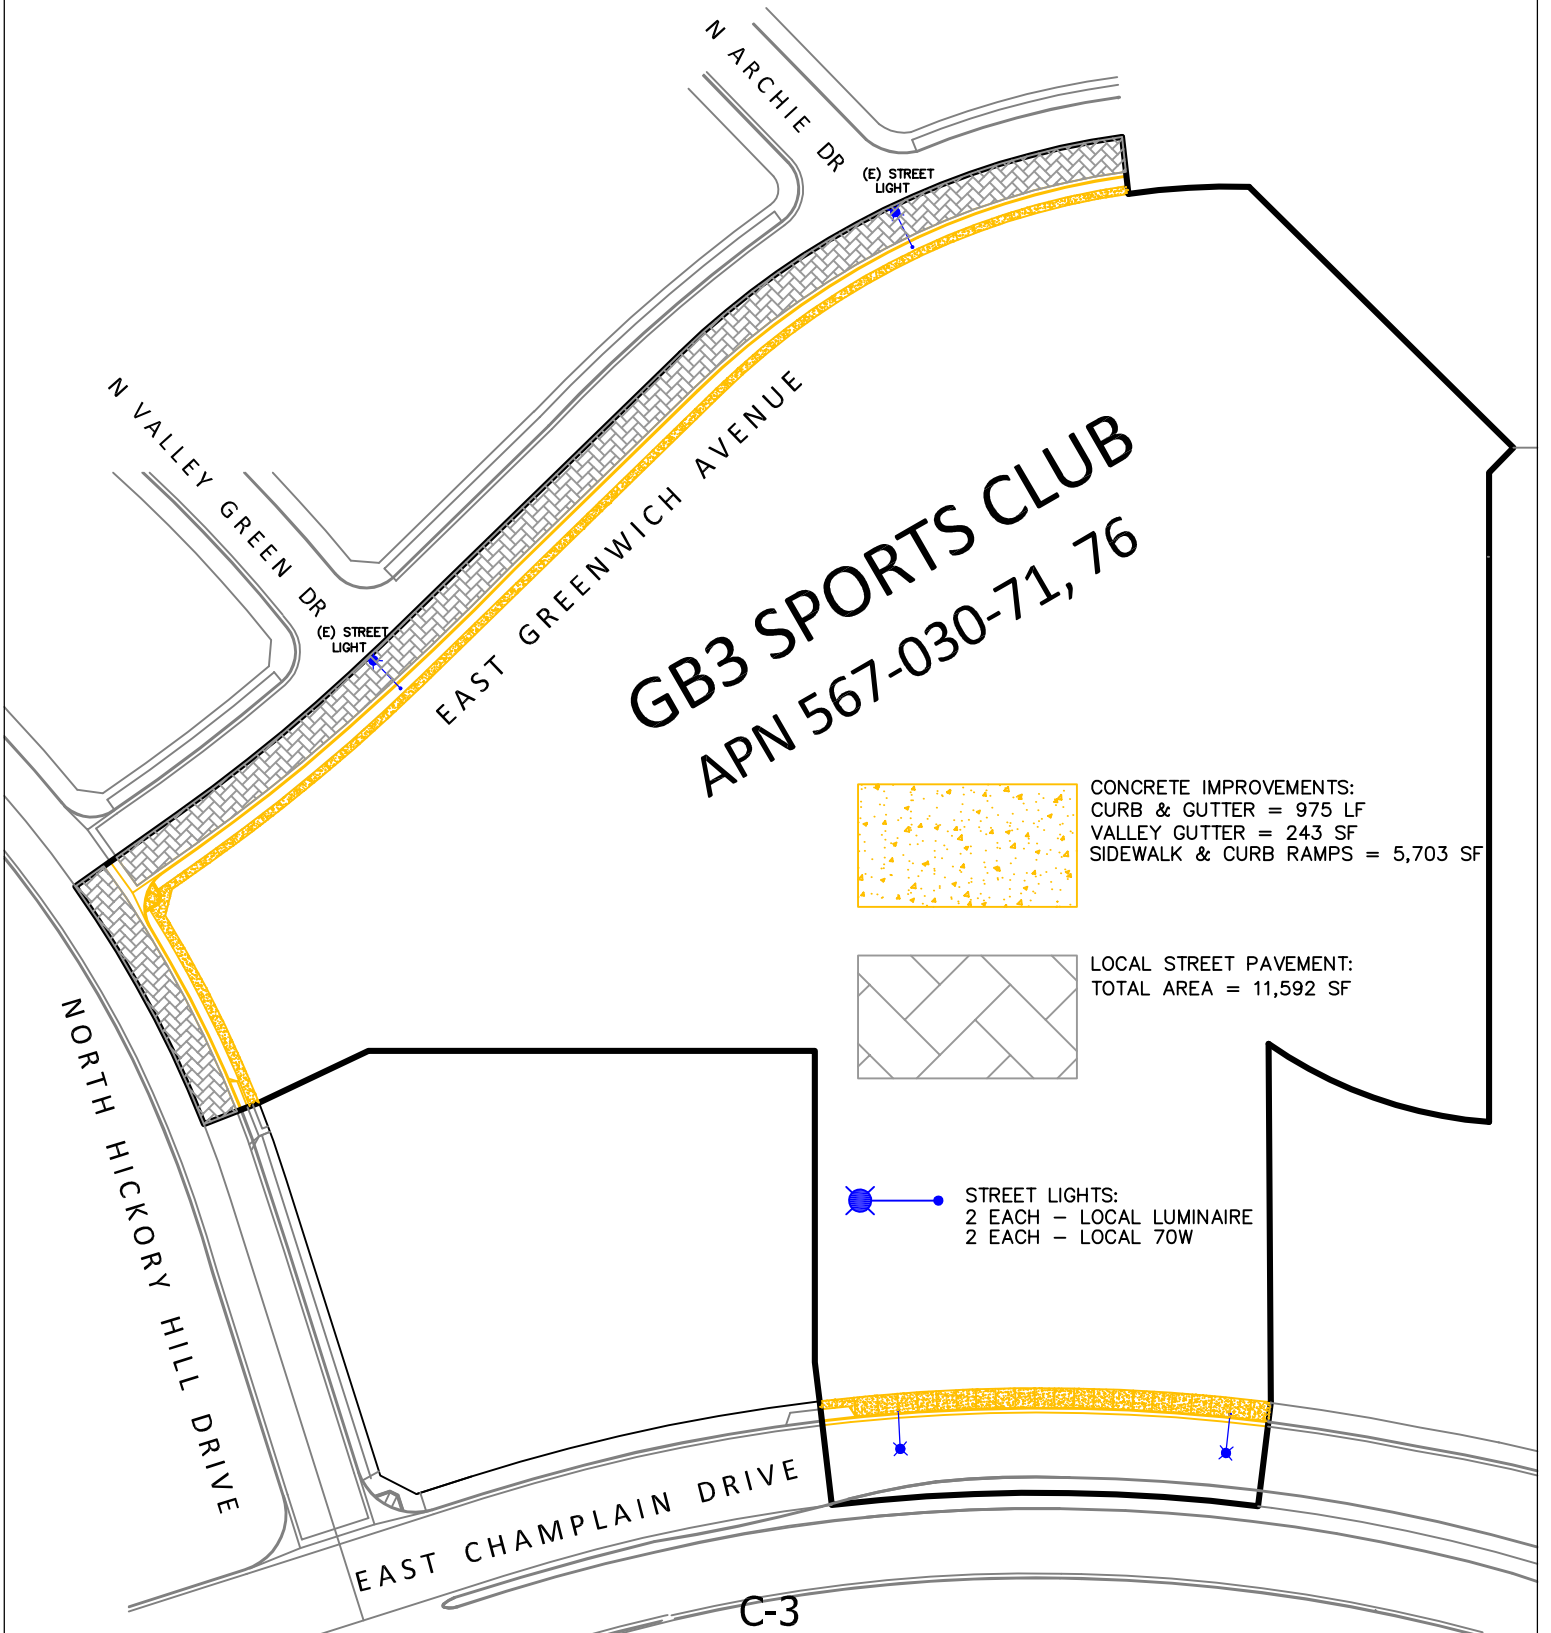 N ARCHIE DR
(E) STREET
LIGHT
N VALLEY GREEN DR
(E) STREET
LIGHT
EAST GREENWICH AVENUE
GB3 SPORTS CLUB
APN 567-030-71, 76
CONCRETE IMPROVEMENTS:
CURB & GUTTER = 975 LF
VALLEY GUTTER = 243 SF
SIDEWALK & CURB RAMPS = 5,703 SF
LOCAL STREET PAVEMENT:
TOTAL AREA = 11,592 SF
NORTH HICKORY HILL DRIVE
STREET LIGHTS:
2 EACH – LOCAL LUMINAIRE
2 EACH – LOCAL 70W
EAST CHAMPLAIN DRIVE
C-3